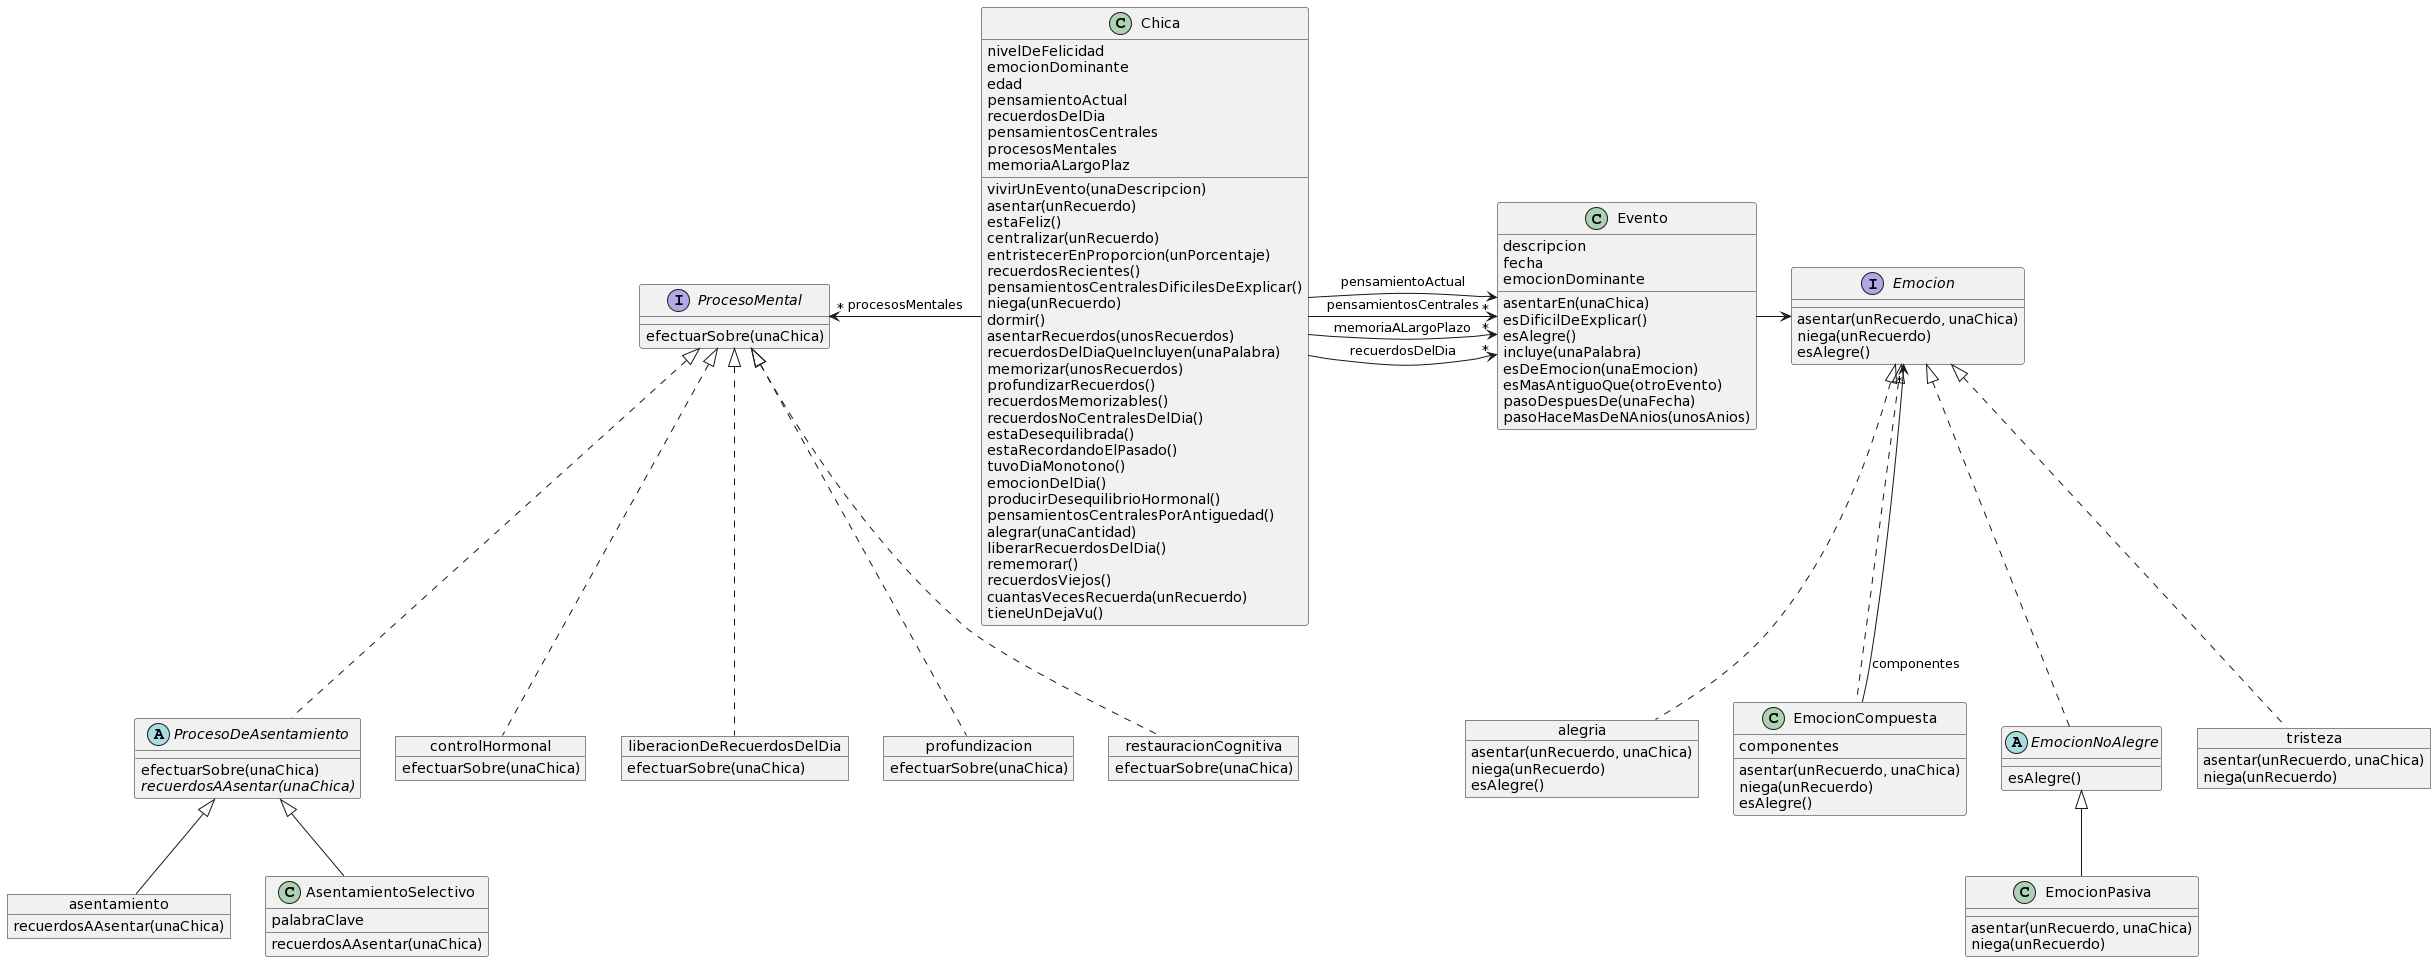 C Chica
nivelDeFelicidad
emocionDominante
edad
pensamientoActual
recuerdosDelDia
pensamientosCentrales
procesosMentales
memoriaALargoPlaz
vivirUnEvento(unaDescripcion)
asentar(unRecuerdo)
estaFeliz()
centralizar(unRecuerdo)
entristecerEnProporcion(unPorcentaje)
recuerdosRecientes()
pensamientosCentralesDificilesDeExplicar()
niega(unRecuerdo)
dormir()
asentarRecuerdos(unosRecuerdos)
recuerdosDelDiaQueIncluyen(unaPalabra)
memorizar(unosRecuerdos)
profundizarRecuerdos()
recuerdosMemorizables()
recuerdosNoCentralesDelDia()
estaDesequilibrada()
estaRecordandoElPasado()
tuvoDiaMonotono()
emocionDelDia()
producirDesequilibrioHormonal()
pensamientosCentralesPorAntiguedad()
alegrar(unaCantidad)
liberarRecuerdosDelDia()
rememorar()
recuerdosViejos()
cuantasVecesRecuerda(unRecuerdo)
tieneUnDejaVu()
I ProcesoMental
efectuarSobre(unaChica)
* procesosMentales
pensamientoActual
pensamientosCentrales *
memoriaALargoPlazo *
recuerdosDelDia *
C Evento
descripcion
fecha
emocionDominante
asentarEn(unaChica)
esDificilDeExplicar()
esAlegre()
incluye(unaPalabra)
esDeEmocion(unaEmocion)
esMasAntiguoQue(otroEvento)
pasoDespuesDe(unaFecha)
pasoHaceMasDeNAnios(unosAnios)
I Emocion
asentar(unRecuerdo, unaChica)
niega(unRecuerdo)
esAlegre()
*
componentes
A ProcesoDeAsentamiento
efectuarSobre(unaChica)
recuerdosAAsentar(unaChica)
controlHormonal
efectuarSobre(unaChica)
liberacionDeRecuerdosDelDia
efectuarSobre(unaChica)
profundizacion
efectuarSobre(unaChica)
restauracionCognitiva
efectuarSobre(unaChica)
alegria
asentar(unRecuerdo, unaChica)
niega(unRecuerdo)
esAlegre()
C EmocionCompuesta
componentes
asentar(unRecuerdo, unaChica)
niega(unRecuerdo)
esAlegre()
A EmocionNoAlegre
esAlegre()
tristeza
asentar(unRecuerdo, unaChica)
niega(unRecuerdo)
asentamiento
recuerdosAAsentar(unaChica)
C AsentamientoSelectivo
palabraClave
recuerdosAAsentar(unaChica)
C EmocionPasiva
asentar(unRecuerdo, unaChica)
niega(unRecuerdo)